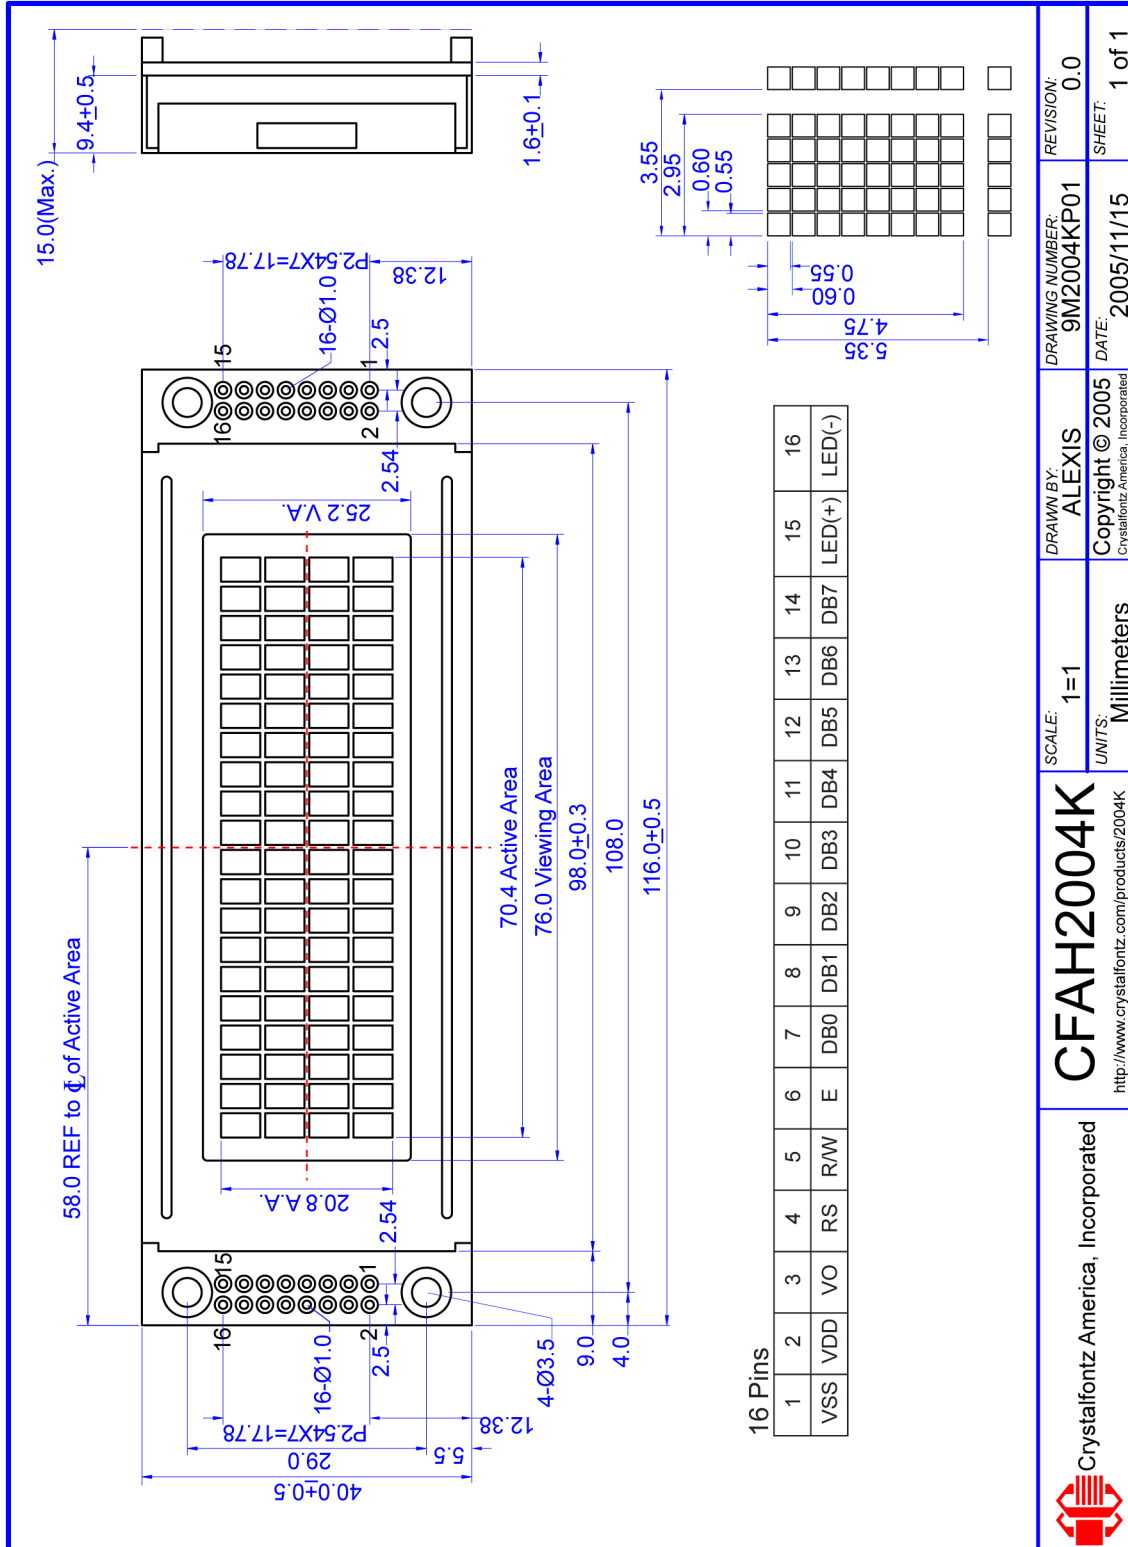 58.0 REF to ℄ of Active Area
15.0(Max.)
9.4±0.5
1.6±0.1
40.0±0.5
29.0
P2.54X7=17.78
5.5
12.38
16-Ø1.0
2.5
16
15
2
1
2.54
20.8 A.A.
25.2 V.A.
2.54
16
15
2
1
2.5
16-Ø1.0
P2.54X7=17.78
12.38
4-Ø3.5
70.4 Active Area
76.0 Viewing Area
9.0
98.0±0.3
4.0
108.0
116.0±0.5
3.55
2.95
0.60
0.55
0.55
0.60
4.75
5.35
16 Pins
1 2 3 4 5 6 7 8 9 10 11 12 13 14 15 16
VSS VDD VO RS R/W E DB0 DB1 DB2 DB3 DB4 DB5 DB6 DB7 LED(+) LED(-)
Crystalfontz America, Incorporated
CFAH2004K
http://www.crystalfontz.com/products/2004K
SCALE:
1=1
UNITS:
Millimeters
DRAWN BY:
ALEXIS
Copyright © 2005
Crystalfontz America, Incorporated
DRAWING NUMBER:
9M2004KP01
DATE:
2005/11/15
REVISION:
0.0
SHEET:
1 of 1